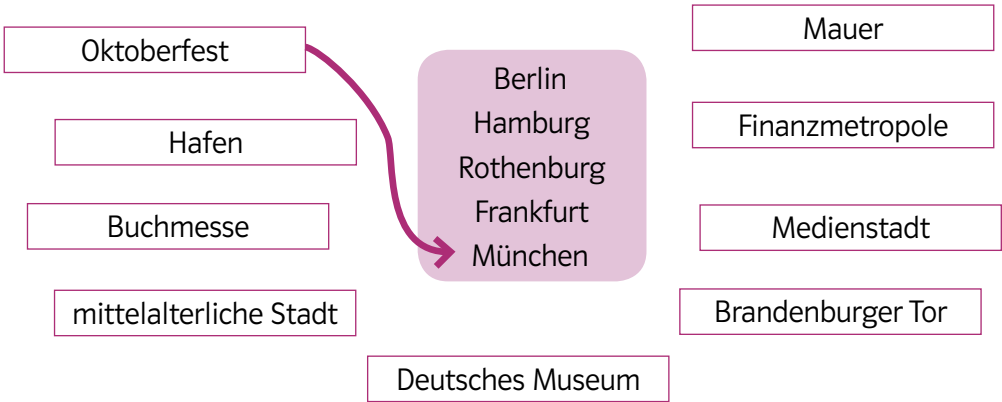 Oktoberfest
Hafen
Buchmesse
mittelalterliche Stadt
Berlin
Hamburg
Rothenburg
Frankfurt
München
Mauer
Finanzmetropole
Medienstadt
Brandenburger Tor
Deutsches Museum